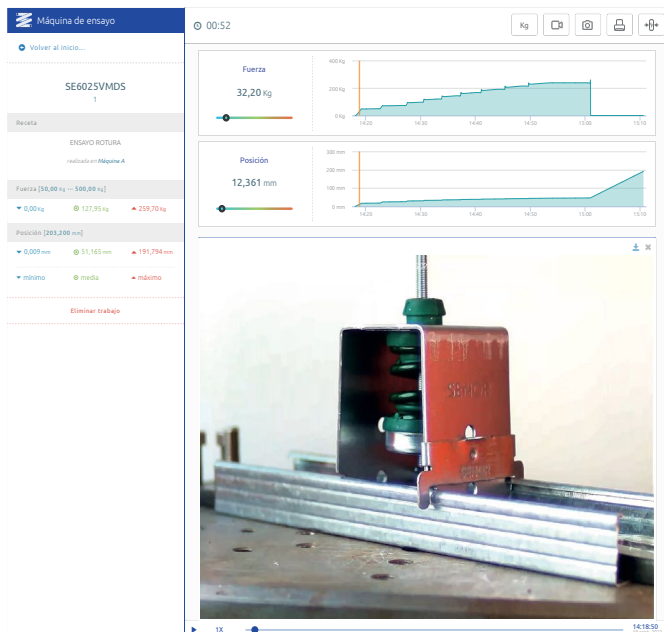 Máquina de ensayo
Volver al inicio...
SE6025VMDS
1
Receta
ENSAYO ROTURA
realizada en Máquina A
Fuerza [50,00 Kg — 500,00 Kg]
0,00 Kg 127,95 Kg 259,70 Kg
Posición [203,200 mm]
0,009 mm 51,165 mm 191,794 mm
mínimo media máximo
Eliminar trabajo
00:52
Kg
Fuerza
32,20 Kg
400 Kg
200 Kg
0 Kg
14:20 14:30 14:40 14:50 15:00 15:10
Posición
12,361 mm
300 mm
200 mm
100 mm
0 mm
14:20 14:30 14:40 14:50 15:00 15:10
1X
14:18:50